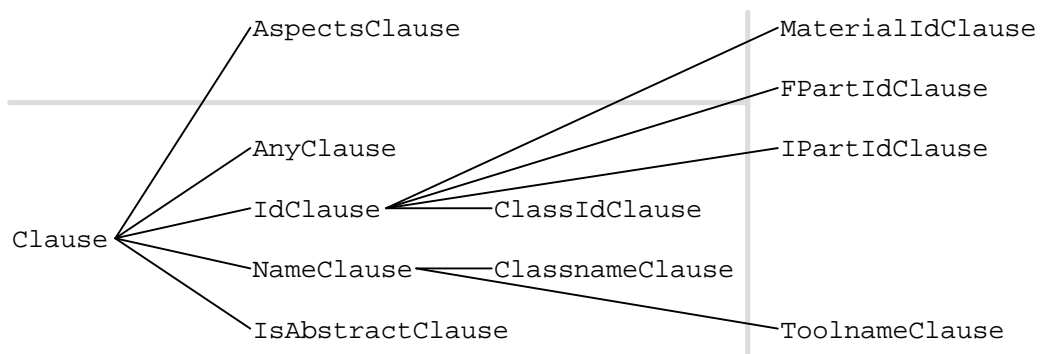 AspectsClause MaterialIdClause
FPartIdClause
AnyClause IPartIdClause
IdClause ClassIdClause
Clause
NameClause ClassnameClause
IsAbstractClause ToolnameClause